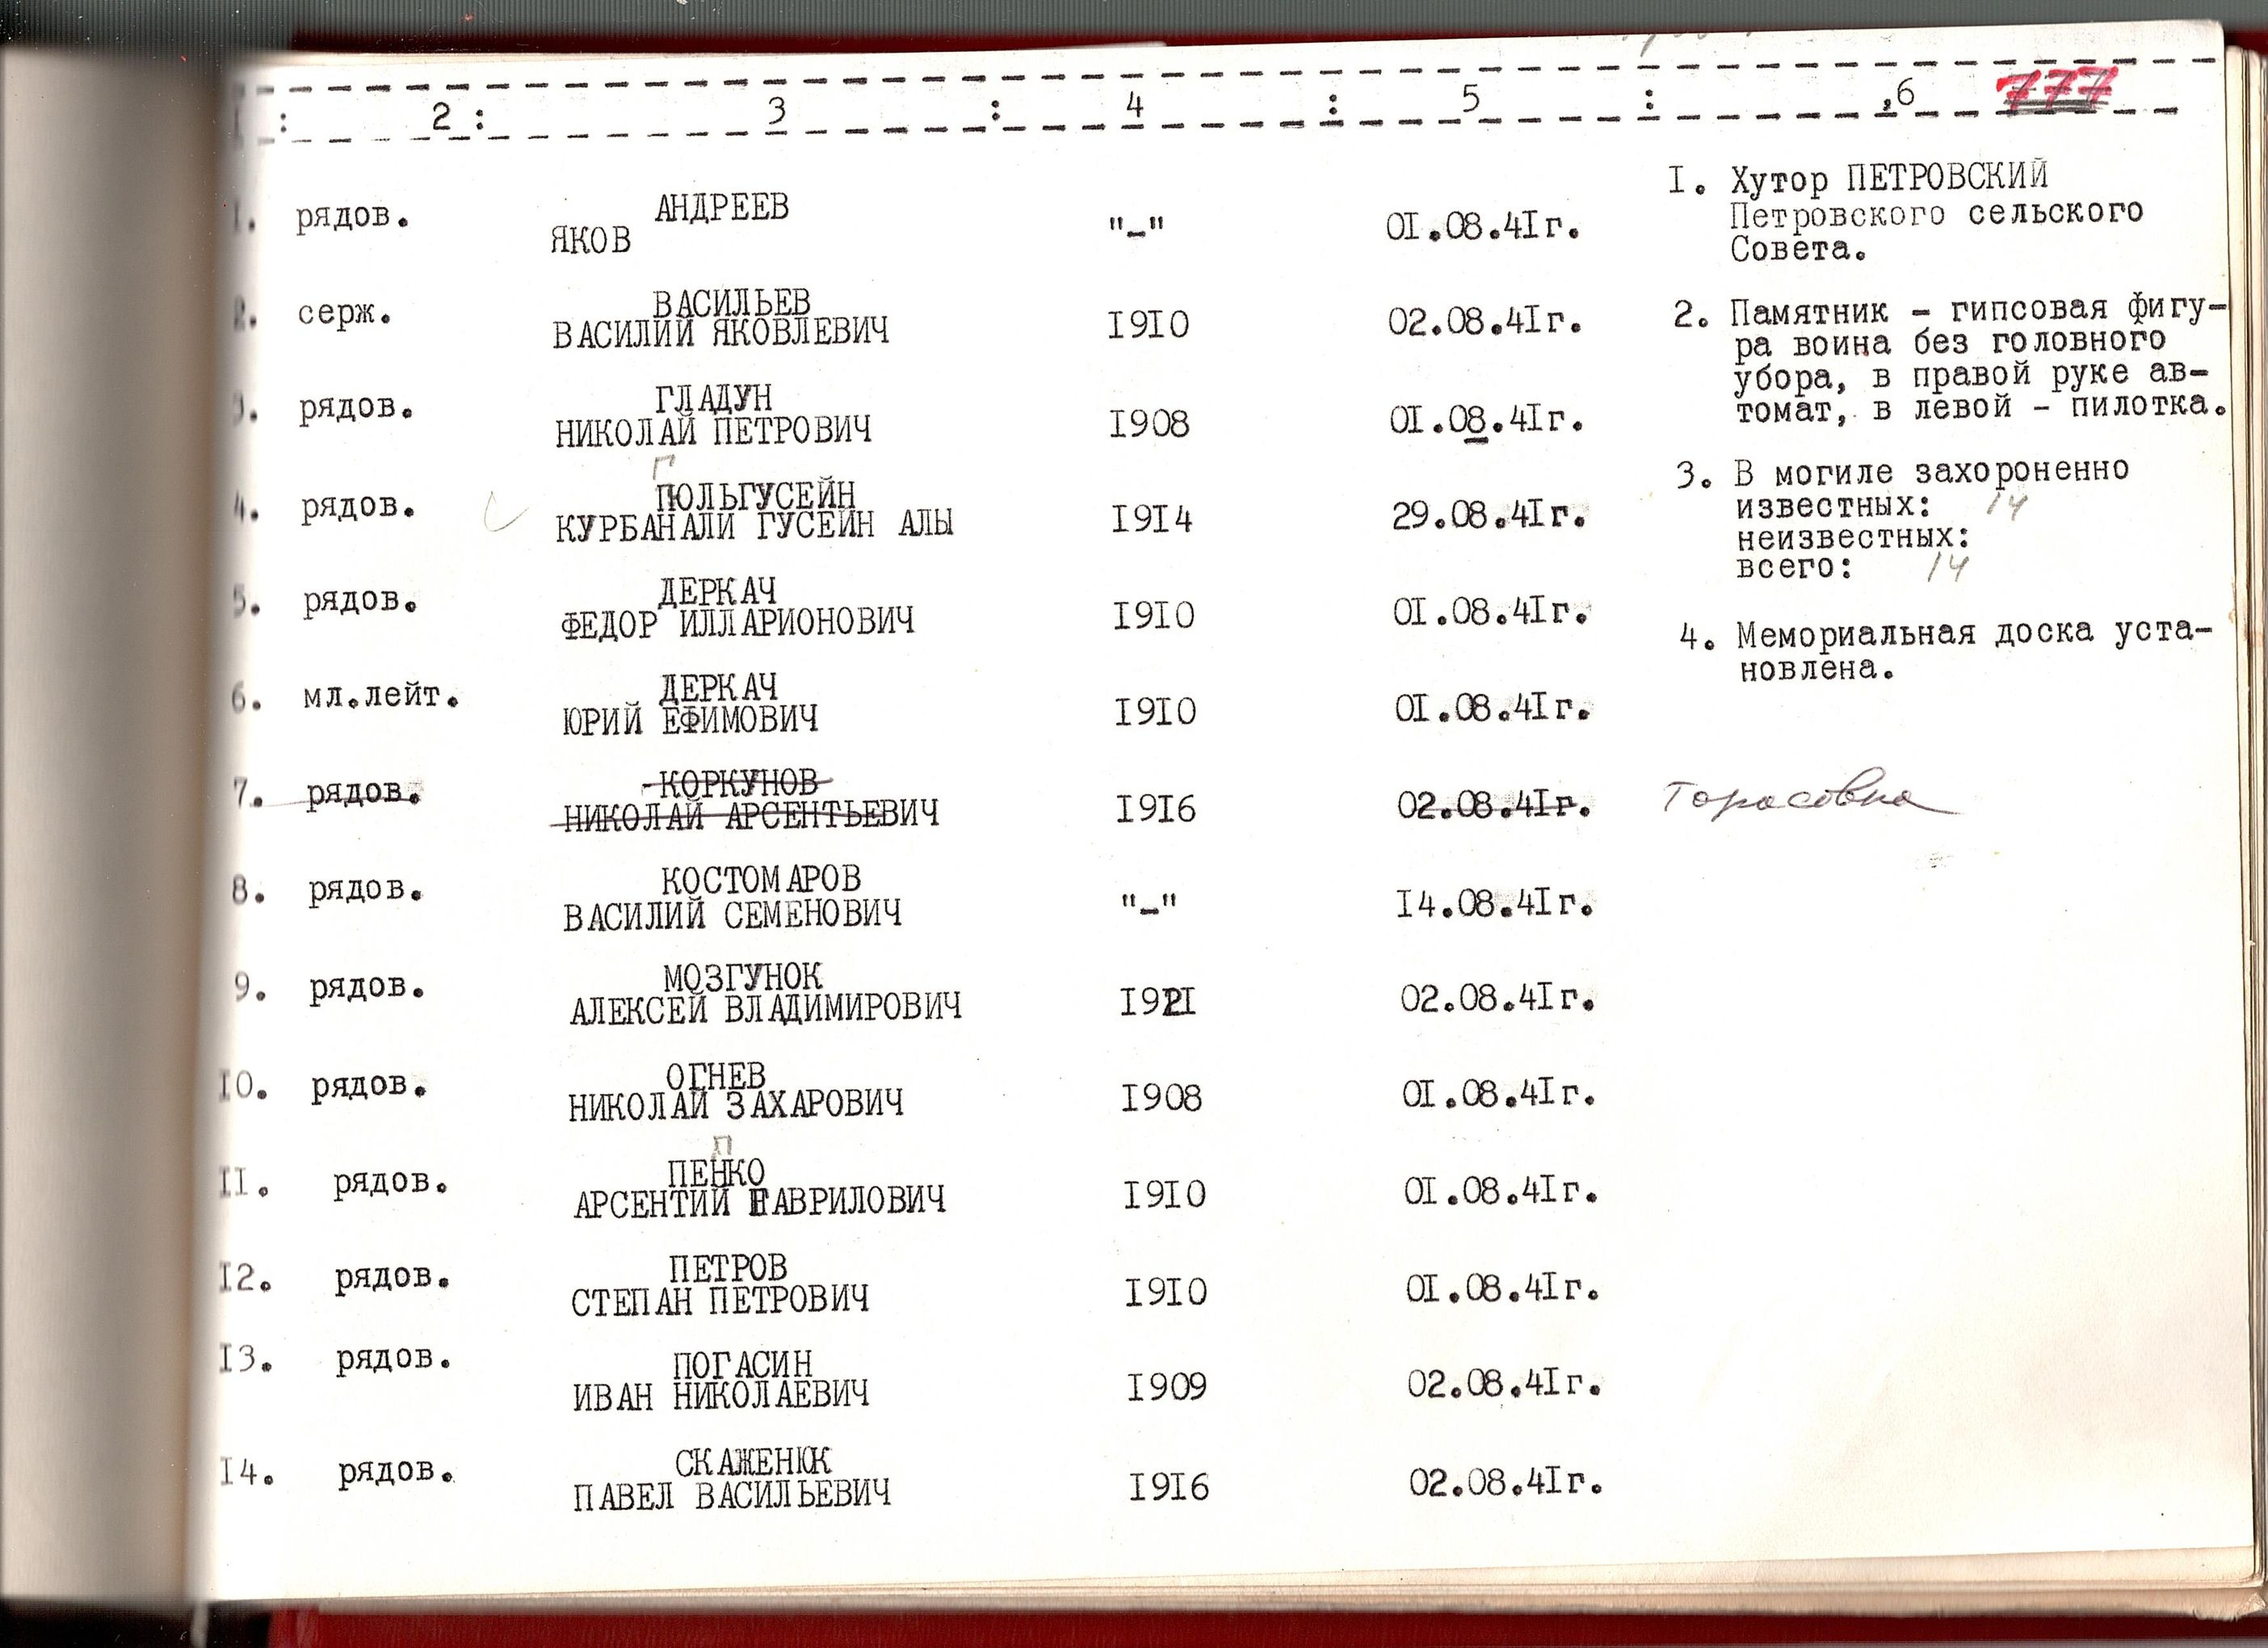 : 2 : 3 : 4 : 5 : 6 777
1. рядов. АНДРЕЕВ
ЯКОВ "-" 01.08.41г.
2. серж. ВАСИЛЬЕВ
ВАСИЛИЙ ЯКОВЛЕВИЧ 1910 02.08.41г.
3. рядов. ГЛАДУН
НИКОЛАЙ ПЕТРОВИЧ 1908 01.08.41г.
Г
4. рядов. ПОЛЬГУСЕЙН
КУРБАНАЛИ ГУСЕЙН АЛЫ 1914 29.08.41г.
5. рядов. ДЕРКАЧ
ФЕДОР ИЛЛАРИОНОВИЧ 1910 01.08.41г.
6. мл.лейт. ДЕРКАЧ
ЮРИЙ ЕФИМОВИЧ 1910 01.08.41г.
7. рядов. КОРКУНОВ
НИКОЛАЙ АРСЕНТЬЕВИЧ 1916 02.08.41г. Тарасовка
8. рядов. КОСТОМАРОВ
ВАСИЛИЙ СЕМЕНОВИЧ "-" 14.08.41г.
9. рядов. МОЗГУНОК
АЛЕКСЕЙ ВЛАДИМИРОВИЧ 1921 02.08.41г.
10. рядов. ОГНЕВ
НИКОЛАЙ ЗАХАРОВИЧ 1908 01.08.41г.
П
11. рядов. ПЕНКО
АРСЕНТИЙ ГАВРИЛОВИЧ 1910 01.08.41г.
12. рядов. ПЕТРОВ
СТЕПАН ПЕТРОВИЧ 1910 01.08.41г.
13. рядов. ПОГАСИН
ИВАН НИКОЛАЕВИЧ 1909 02.08.41г.
14. рядов. СКАЖЕНЮК
ПАВЕЛ ВАСИЛЬЕВИЧ 1916 02.08.41г.
1. Хутор ПЕТРОВСКИЙ
Петровского сельского
Совета.
2. Памятник - гипсовая фигу-
ра воина без головного
убора, в правой руке ав-
томат, в левой - пилотка.
3. В могиле захороненно
известных: 14
неизвестных:
всего: 14
4. Мемориальная доска уста-
новлена.